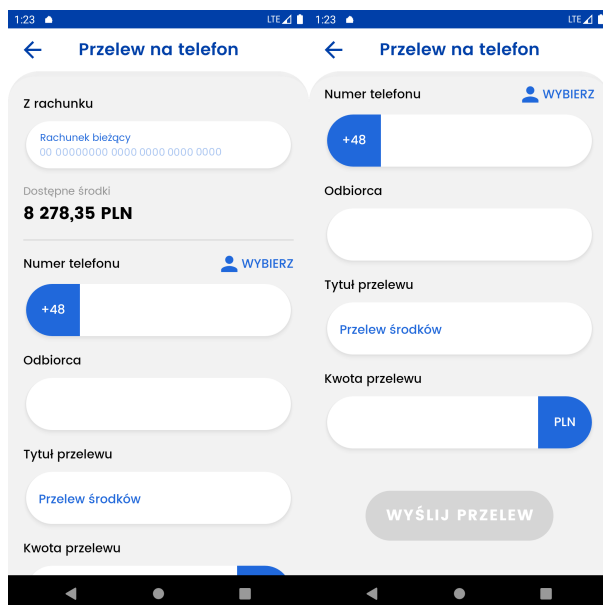 1:23 LTE
Przelew na telefon
Z rachunku
Rachunek bieżący
00 00000000 0000 0000 0000 0000
Dostępne środki
8 278,35 PLN
Numer telefonu WYBIERZ
+48
Odbiorca
Tytuł przelewu
Przelew środków
Kwota przelewu
1:23 LTE
Przelew na telefon
Numer telefonu WYBIERZ
+48
Odbiorca
Tytuł przelewu
Przelew środków
Kwota przelewu
PLN
WYŚLIJ PRZELEW